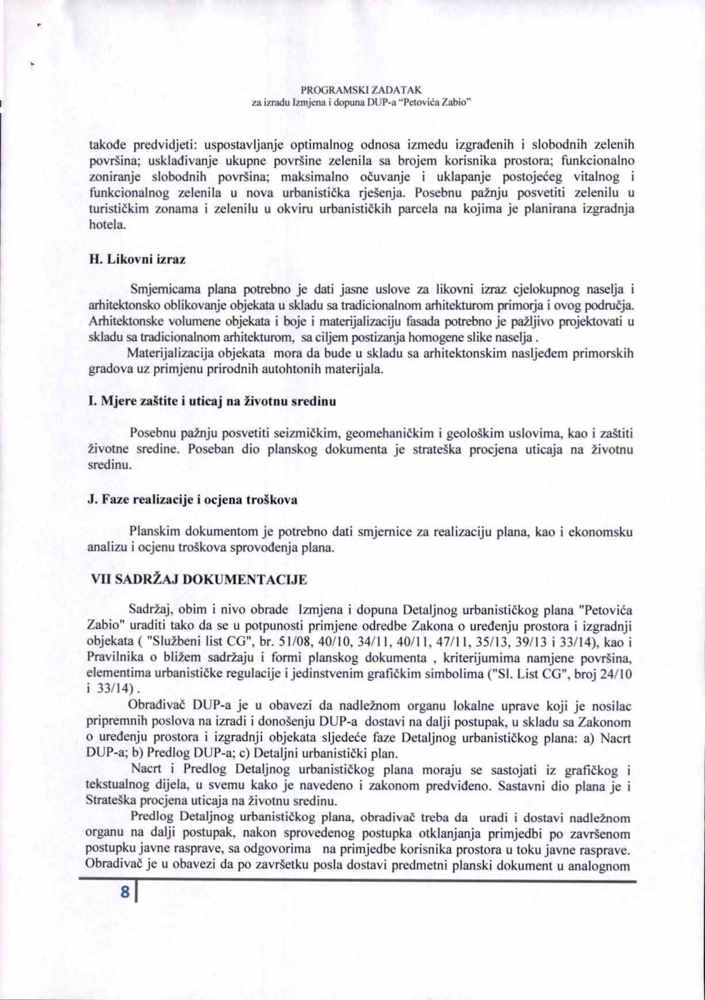 PROGRAMSKI ZADATAK
za izradu Izmjena i dopuna DUP-a “Petovića Zabio”
takođe predvidjeti: uspostavljanje optimalnog odnosa između izgrađenih i slobodnih zelenih
površina; usklađivanje ukupne površine zelenila sa brojem korisnika prostora; funkcionalno
zoniranje slobodnih površina; maksimalno očuvanje i uklapanje postojećeg vitalnog i
funkcionalnog zelenila u nova urbanistička rješenja. Posebnu pažnju posvetiti zelenilu u
turističkim zonama i zelenilu u okviru urbanističkih parcela na kojima je planirana izgradnja
hotela.
H. Likovni izraz
Smjernicama plana potrebno je dati jasne uslove za likovni izraz cjelokupnog naselja i
arhitektonsko oblikovanje objekata u skladu sa tradicionalnom arhitekturom primorja i ovog područja.
Arhitektonske volumene objekata i boje i materijalizaciju fasada potrebno je pažljivo projektovati u
skladu sa tradicionalnom arhitekturom, sa ciljem postizanja homogene slike naselja .
Materijalizacija objekata mora da bude u skladu sa arhitektonskim nasljeđem primorskih
gradova uz primjenu prirodnih autohtonih materijala.
I. Mjere zaštite i uticaj na životnu sredinu
Posebnu pažnju posvetiti seizmičkim, geomehaničkim i geološkim uslovima, kao i zaštiti
životne sredine. Poseban dio planskog dokumenta je strateška procjena uticaja na životnu
sredinu.
J. Faze realizacije i ocjena troškova
Planskim dokumentom je potrebno dati smjernice za realizaciju plana, kao i ekonomsku
analizu i ocjenu troškova sprovođenja plana.
VII SADRŽAJ DOKUMENTACIJE
Sadržaj, obim i nivo obrade Izmjena i dopuna Detaljnog urbanističkog plana "Petovića
Zabio" uraditi tako da se u potpunosti primjene odredbe Zakona o uređenju prostora i izgradnji
objekata ( "Službeni list CG", br. 51/08, 40/10, 34/11, 40/11, 47/11, 35/13, 39/13 i 33/14), kao i
Pravilnika o bližem sadržaju i formi planskog dokumenta , kriterijumima namjene površina,
elementima urbanističke regulacije i jedinstvenim grafičkim simbolima ("Sl. List CG", broj 24/10
i 33/14) .
Obrađivač DUP-a je u obavezi da nadležnom organu lokalne uprave koji je nosilac
pripremnih poslova na izradi i donošenju DUP-a dostavi na dalji postupak, u skladu sa Zakonom
o uređenju prostora i izgradnji objekata sljedeće faze Detaljnog urbanističkog plana: a) Nacrt
DUP-a; b) Predlog DUP-a; c) Detaljni urbanistički plan.
Nacrt i Predlog Detaljnog urbanističkog plana moraju se sastojati iz grafičkog i
tekstualnog dijela, u svemu kako je navedeno i zakonom predviđeno. Sastavni dio plana je i
Strateška procjena uticaja na životnu sredinu.
Predlog Detaljnog urbanističkog plana, obrađivač treba da uradi i dostavi nadležnom
organu na dalji postupak, nakon sprovedenog postupka otklanjanja primjedbi po završenom
postupku javne rasprave, sa odgovorima na primjedbe korisnika prostora u toku javne rasprave.
Obrađivač je u obavezi da po završetku posla dostavi predmetni planski dokument u analognom
8